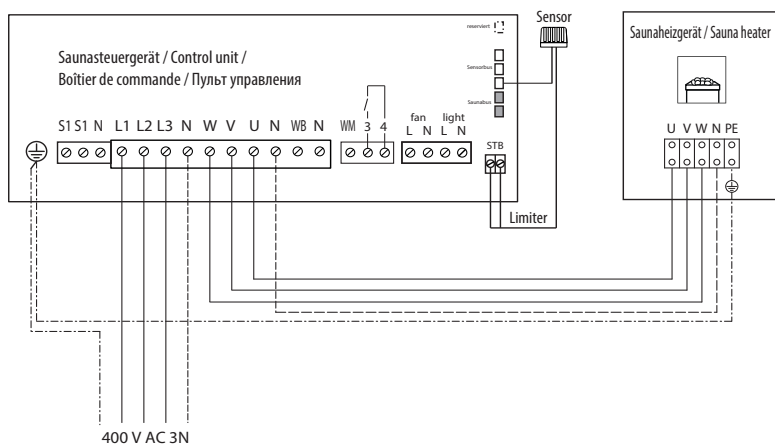 reserviert
Sensor
Saunasteuergerät / Control unit /
Boîtier de commande / Пульт управления
Sensorbus
Saunabus
Saunaheizgerät / Sauna heater
S1 S1 N L1 L2 L3 N W V U N WB N
WM 3 4
fan light
L N L N
STB
U V W N PE
Limiter
400 V AC 3N